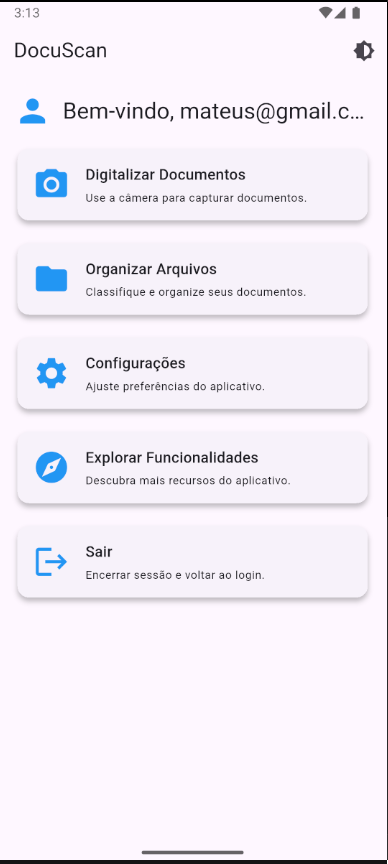 3:13
DocuScan
Bem-vindo, mateus@gmail.c...
Digitalizar Documentos
Use a câmera para capturar documentos.
Organizar Arquivos
Classifique e organize seus documentos.
Configurações
Ajuste preferências do aplicativo.
Explorar Funcionalidades
Descubra mais recursos do aplicativo.
Sair
Encerrar sessão e voltar ao login.